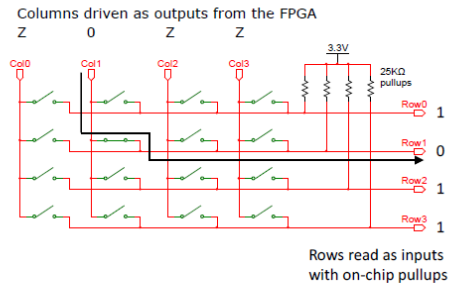 Columns driven as outputs from the FPGA
Z 0 Z Z
Col0 Col1 Col2 Col3
3.3V
25KΩ
pullups
Row0 1
Row1 0
Row2 1
Row3 1
Rows read as inputs
with on-chip pullups